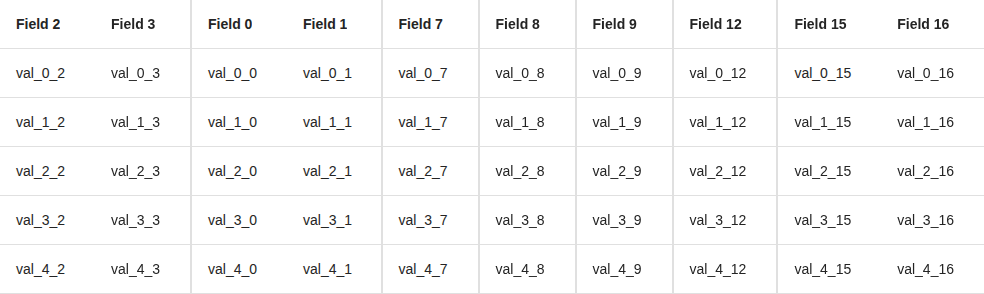 Field 2 Field 3 Field 0 Field 1 Field 7 Field 8 Field 9 Field 12 Field 15 Field 16
val_0_2 val_0_3 val_0_0 val_0_1 val_0_7 val_0_8 val_0_9 val_0_12 val_0_15 val_0_16
val_1_2 val_1_3 val_1_0 val_1_1 val_1_7 val_1_8 val_1_9 val_1_12 val_1_15 val_1_16
val_2_2 val_2_3 val_2_0 val_2_1 val_2_7 val_2_8 val_2_9 val_2_12 val_2_15 val_2_16
val_3_2 val_3_3 val_3_0 val_3_1 val_3_7 val_3_8 val_3_9 val_3_12 val_3_15 val_3_16
val_4_2 val_4_3 val_4_0 val_4_1 val_4_7 val_4_8 val_4_9 val_4_12 val_4_15 val_4_16